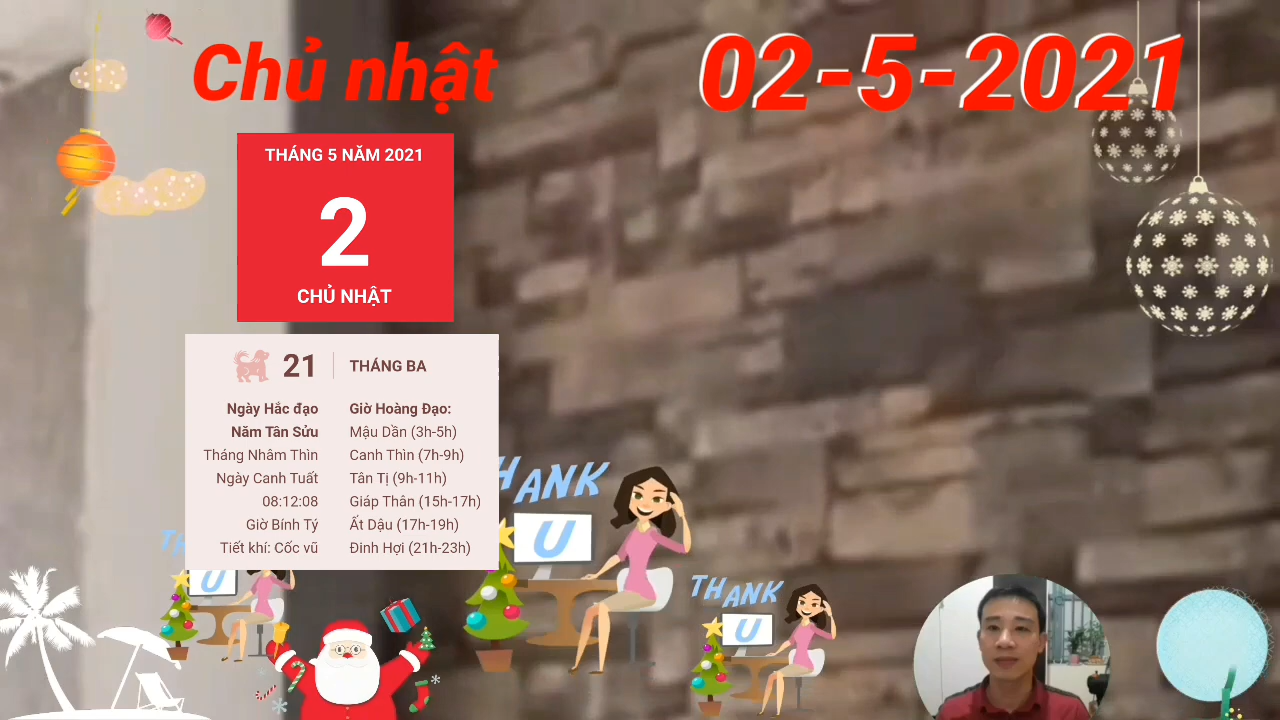 Chủ nhật
02-5-2021
THÁNG 5 NĂM 2021
2
CHỦ NHẬT
21
THÁNG BA
Ngày Hắc đạo
Năm Tân Sửu
Tháng Nhâm Thìn
Ngày Canh Tuất
08:12:08
Giờ Bính Tý
Tiết khí: Cốc vũ
Giờ Hoàng Đạo:
Mậu Dần (3h-5h)
Canh Thìn (7h-9h)
Tân Tị (9h-11h)
Giáp Thân (15h-17h)
Ất Dậu (17h-19h)
Đinh Hợi (21h-23h)
THANK
U
THANK
U
U